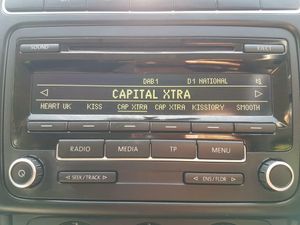 SOUND
EJECT
DAB1 D1 NATIONAL
CAPITAL XTRA
HEART UK KISS CAP XTRA CAP XTRA KISSTORY SMOOTH
RADIO MEDIA TP MENU
SEEK/TRACK
ENS/FLDR